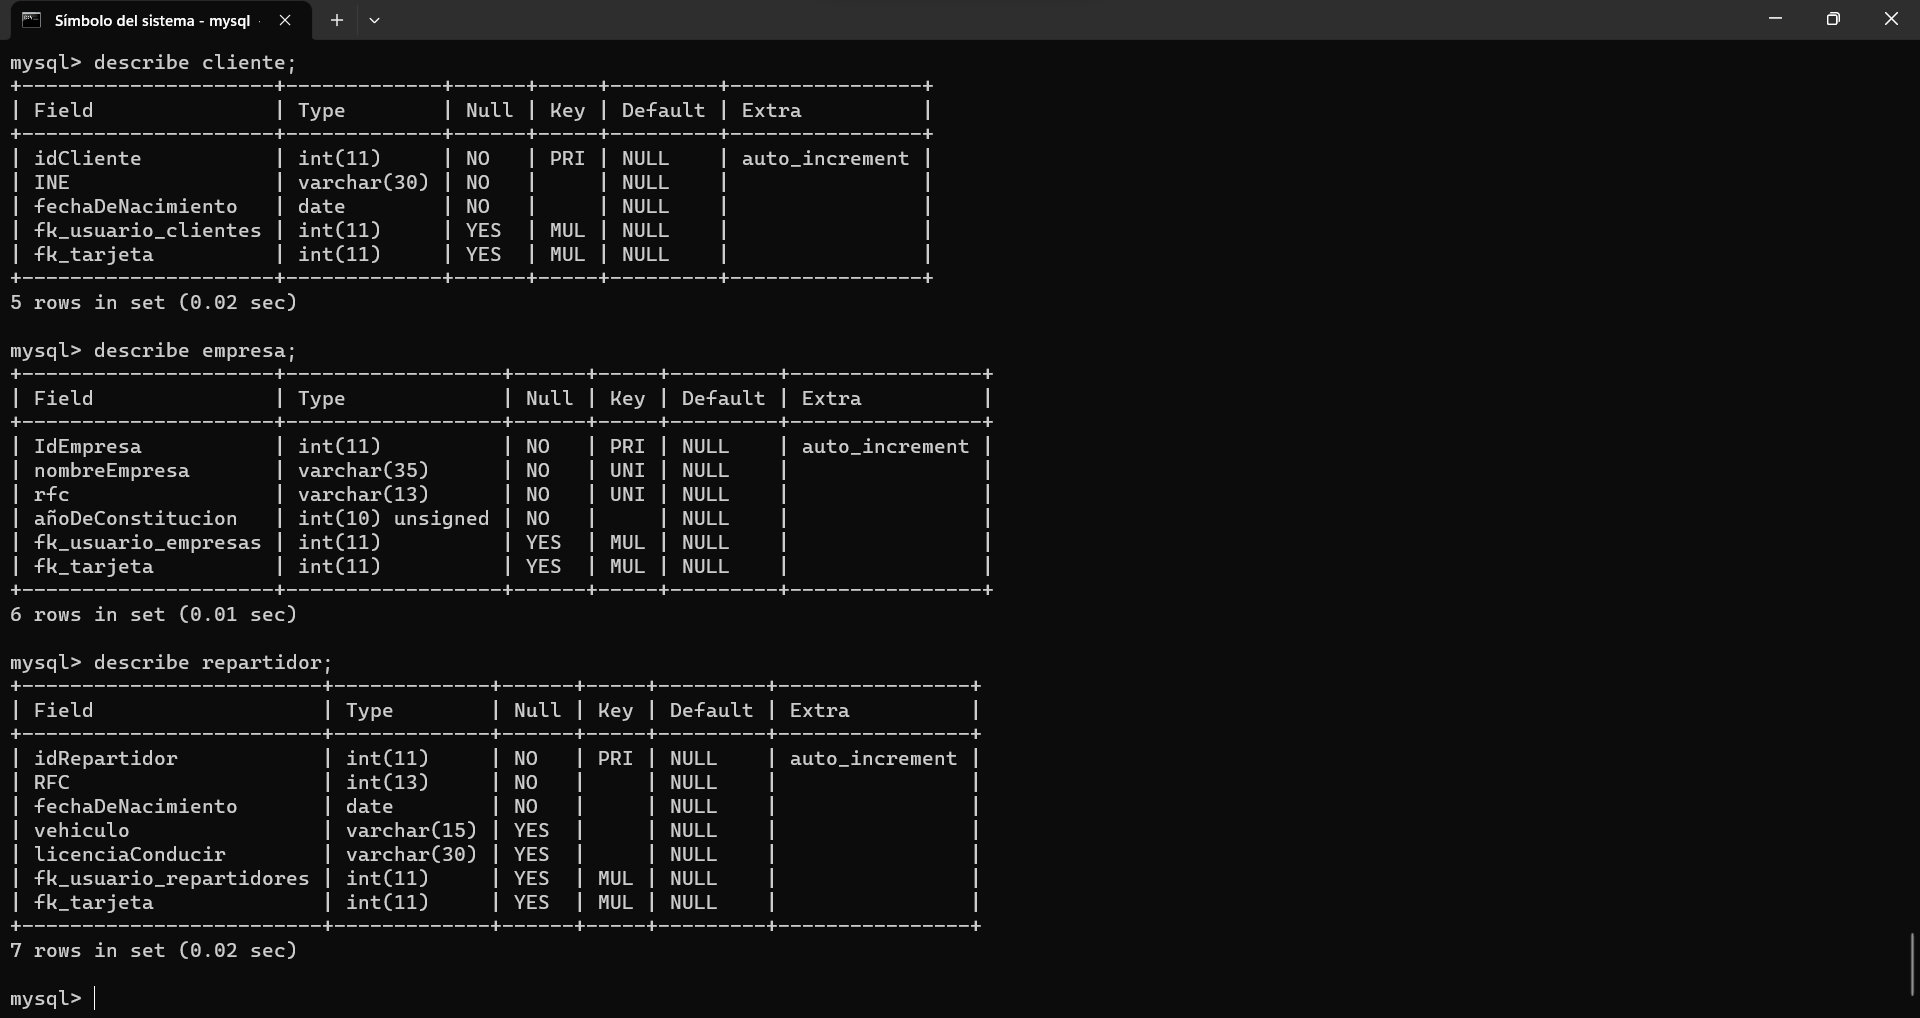 Símbolo del sistema - mysql
mysql> describe cliente;
+---------------------+-------------+------+-----+---------+----------------+
| Field               | Type        | Null | Key | Default | Extra          |
+---------------------+-------------+------+-----+---------+----------------+
| idCliente           | int(11)     | NO   | PRI | NULL    | auto_increment |
| INE                 | varchar(30) | NO   |     | NULL    |                |
| fechaDeNacimiento   | date        | NO   |     | NULL    |                |
| fk_usuario_clientes | int(11)     | YES  | MUL | NULL    |                |
| fk_tarjeta          | int(11)     | YES  | MUL | NULL    |                |
+---------------------+-------------+------+-----+---------+----------------+
5 rows in set (0.02 sec)
mysql> describe empresa;
+---------------------+------------------+------+-----+---------+----------------+
| Field               | Type             | Null | Key | Default | Extra          |
+---------------------+------------------+------+-----+---------+----------------+
| IdEmpresa           | int(11)          | NO   | PRI | NULL    | auto_increment |
| nombreEmpresa       | varchar(35)      | NO   | UNI | NULL    |                |
| rfc                 | varchar(13)      | NO   | UNI | NULL    |                |
| añoDeConstitucion   | int(10) unsigned | NO   |     | NULL    |                |
| fk_usuario_empresas | int(11)          | YES  | MUL | NULL    |                |
| fk_tarjeta          | int(11)          | YES  | MUL | NULL    |                |
+---------------------+------------------+------+-----+---------+----------------+
6 rows in set (0.01 sec)
mysql> describe repartidor;
+-------------------------+-------------+------+-----+---------+----------------+
| Field                   | Type        | Null | Key | Default | Extra          |
+-------------------------+-------------+------+-----+---------+----------------+
| idRepartidor            | int(11)     | NO   | PRI | NULL    | auto_increment |
| RFC                     | int(13)     | NO   |     | NULL    |                |
| fechaDeNacimiento       | date        | NO   |     | NULL    |                |
| vehiculo                | varchar(15) | YES  |     | NULL    |                |
| licenciaConducir        | varchar(30) | YES  |     | NULL    |                |
| fk_usuario_repartidores | int(11)     | YES  | MUL | NULL    |                |
| fk_tarjeta              | int(11)     | YES  | MUL | NULL    |                |
+-------------------------+-------------+------+-----+---------+----------------+
7 rows in set (0.02 sec)
mysql>